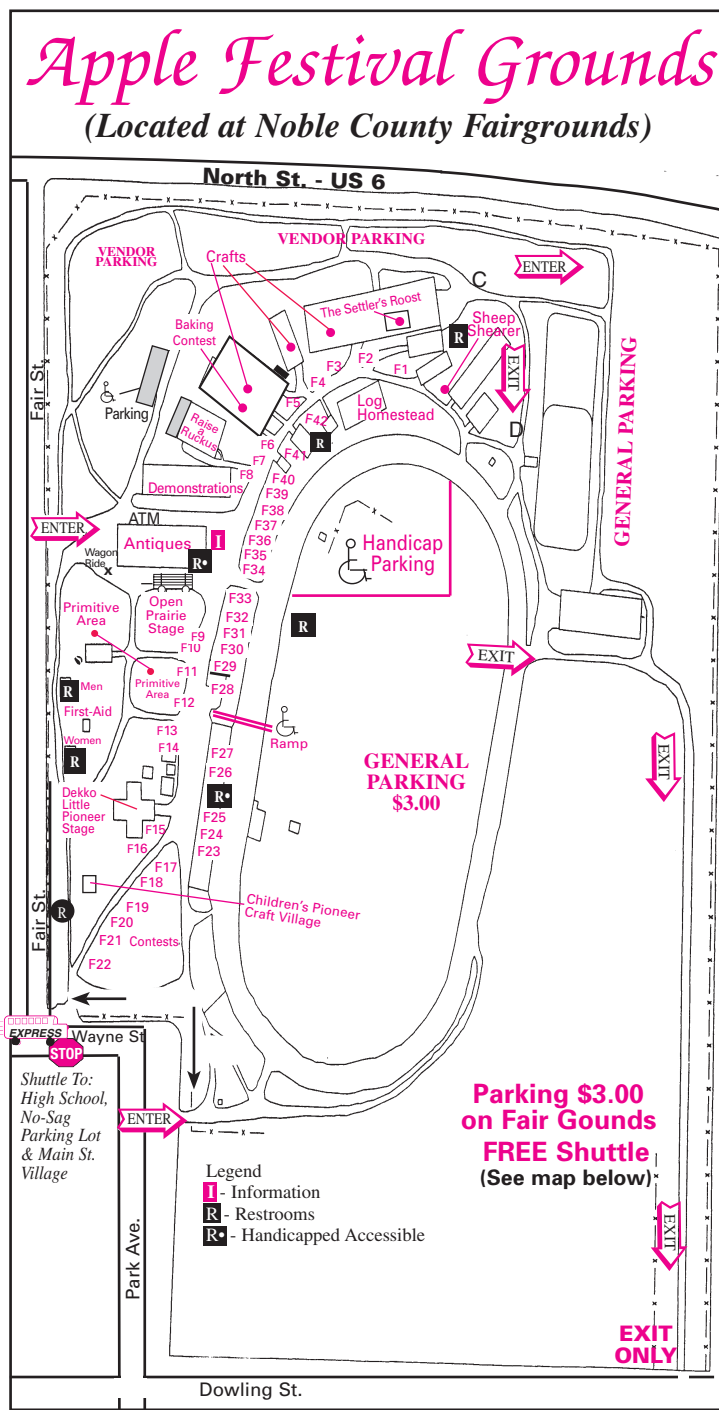 Apple Festival Grounds
(Located at Noble County Fairgrounds)
North St. - US 6
VENDOR PARKING
VENDOR
PARKING
Crafts
ENTER
C
The Settler's Roost
Baking
Contest
Sheep
Shearer
R
EXIT
GENERAL PARKING
Fair St.
Parking
F1
F2
F3
F4
F5
Log
Homestead
D
Raise
a
Ruckus
F42
R
F6
F41
F7
F8
F40
Demonstrations
F39
F38
ENTER
ATM
F37
Antiques
I
F36
F35
F34
R•
Wagon
Ride
x
Handicap
Parking
Primitive
Area
Open
Prairie
Stage
F33
F32
F31
F30
F29
F28
R
F9
F10
F11
F12
Primitive
Area
EXIT
R
Men
First-Aid
Women
R
F13
F14
Ramp
F27
F26
R•
F25
F24
F23
GENERAL
PARKING
$3.00
EXIT
Dekko
Little
Pioneer
Stage
F15
F16
F17
F18
F19
F20
F21
Contests
F22
Children's Pioneer
Craft Village
Fair St.
R
EXPRESS
Wayne St
STOP
Shuttle To:
High School,
No-Sag
Parking Lot
& Main St.
Village
ENTER
Parking $3.00
on Fair Gounds
FREE Shuttle
(See map below)
Legend
I - Information
R - Restrooms
R• - Handicapped Accessible
Park Ave.
EXIT
EXIT
ONLY
Dowling St.